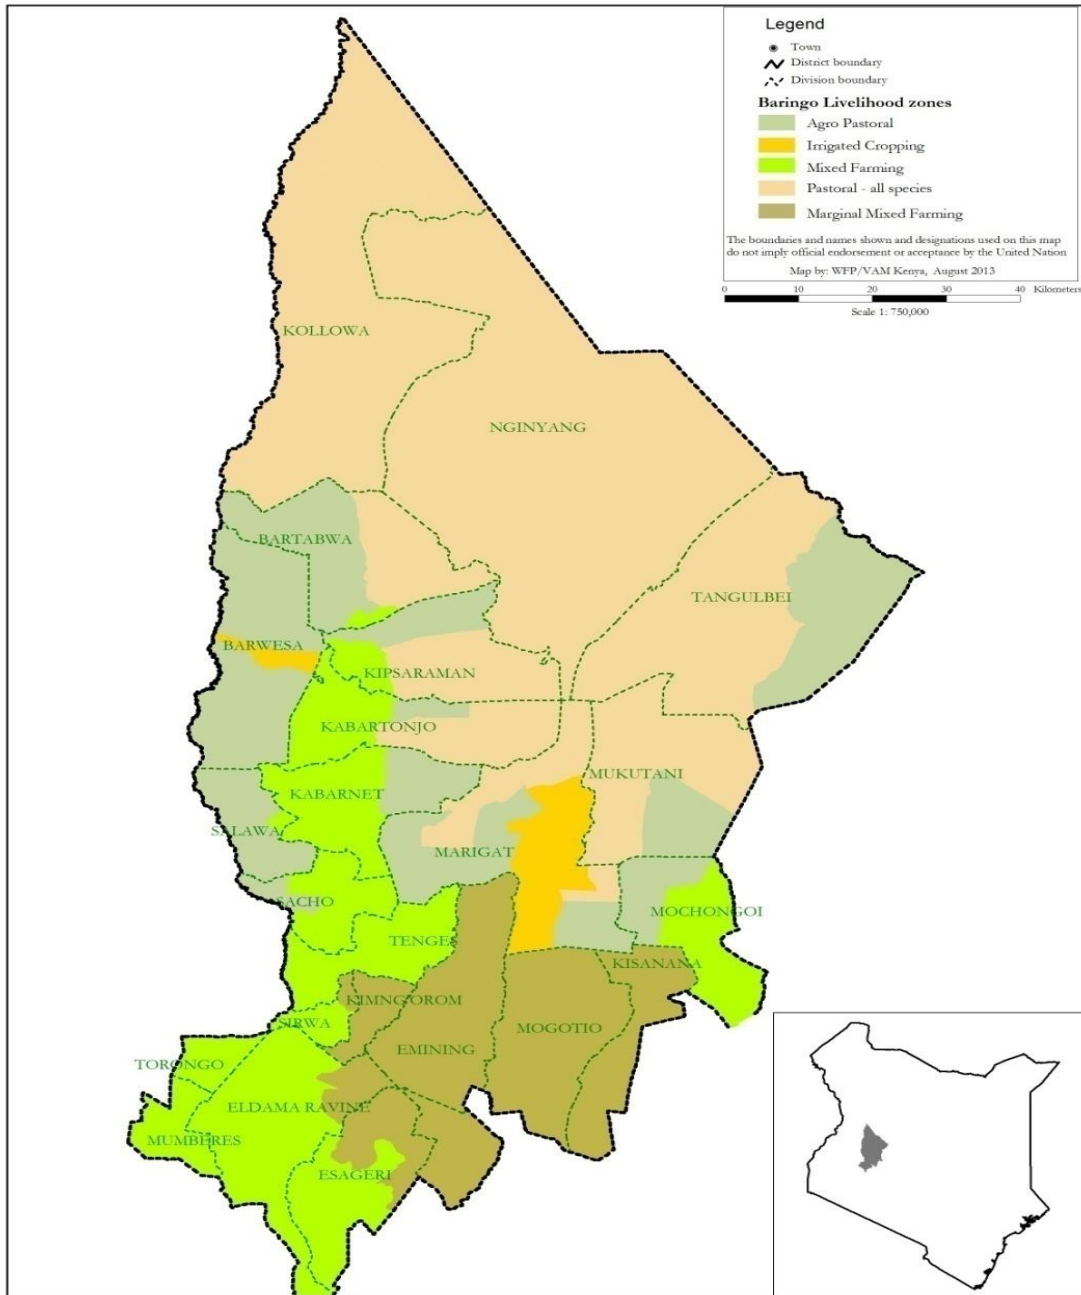 Legend
Town
District boundary
Division boundary
Baringo Livelihood zones
Agro Pastoral
Irrigated Cropping
Mixed Farming
Pastoral - all species
Marginal Mixed Farming
The boundaries and names shown and designations used on this map
do not imply official endorsement or acceptance by the United Nation
Map by: WFP/VAM Kenya, August 2013
0 10 20 30 40 Kilometers
Scale 1: 750,000
KOLLOWA
NGINYANG
BARTABWA
TANGULBEI
BARWESA
KIPSARAMAN
KABARTONJO
MUKUTANI
KABARNET
SALAWA
MARIGAT
SACHO
MOCHONGOI
TENGES
KISANANA
KIMNG'OROM
SIRWA
MOGOTIO
EMINING
TORONGO
ELDAMA RAVINE
MUMBERES
ESAGERI